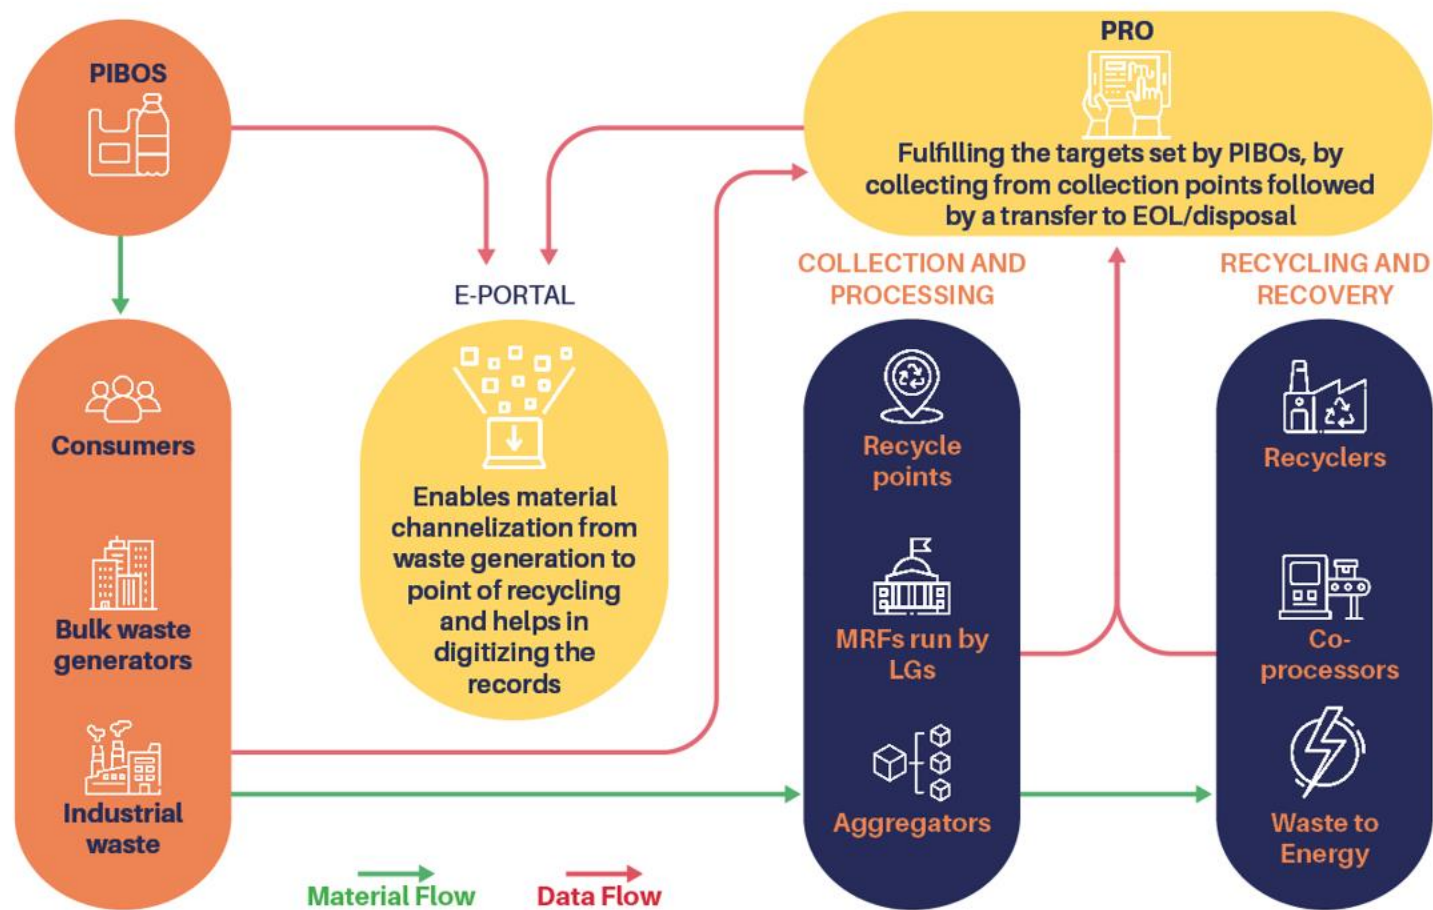 PIBOS
PRO
Fulfilling the targets set by PIBOs, by
collecting from collection points followed
by a transfer to EOL/disposal
E-PORTAL
Enables material
channelization from
waste generation to
point of recycling
and helps in
digitizing the
records
COLLECTION AND
PROCESSING
RECYCLING AND
RECOVERY
Consumers
Bulk waste
generators
Industrial
waste
Recycle
points
MRFs run by
LGs
Aggregators
Recyclers
Co-
processors
Waste to
Energy
Material Flow
Data Flow